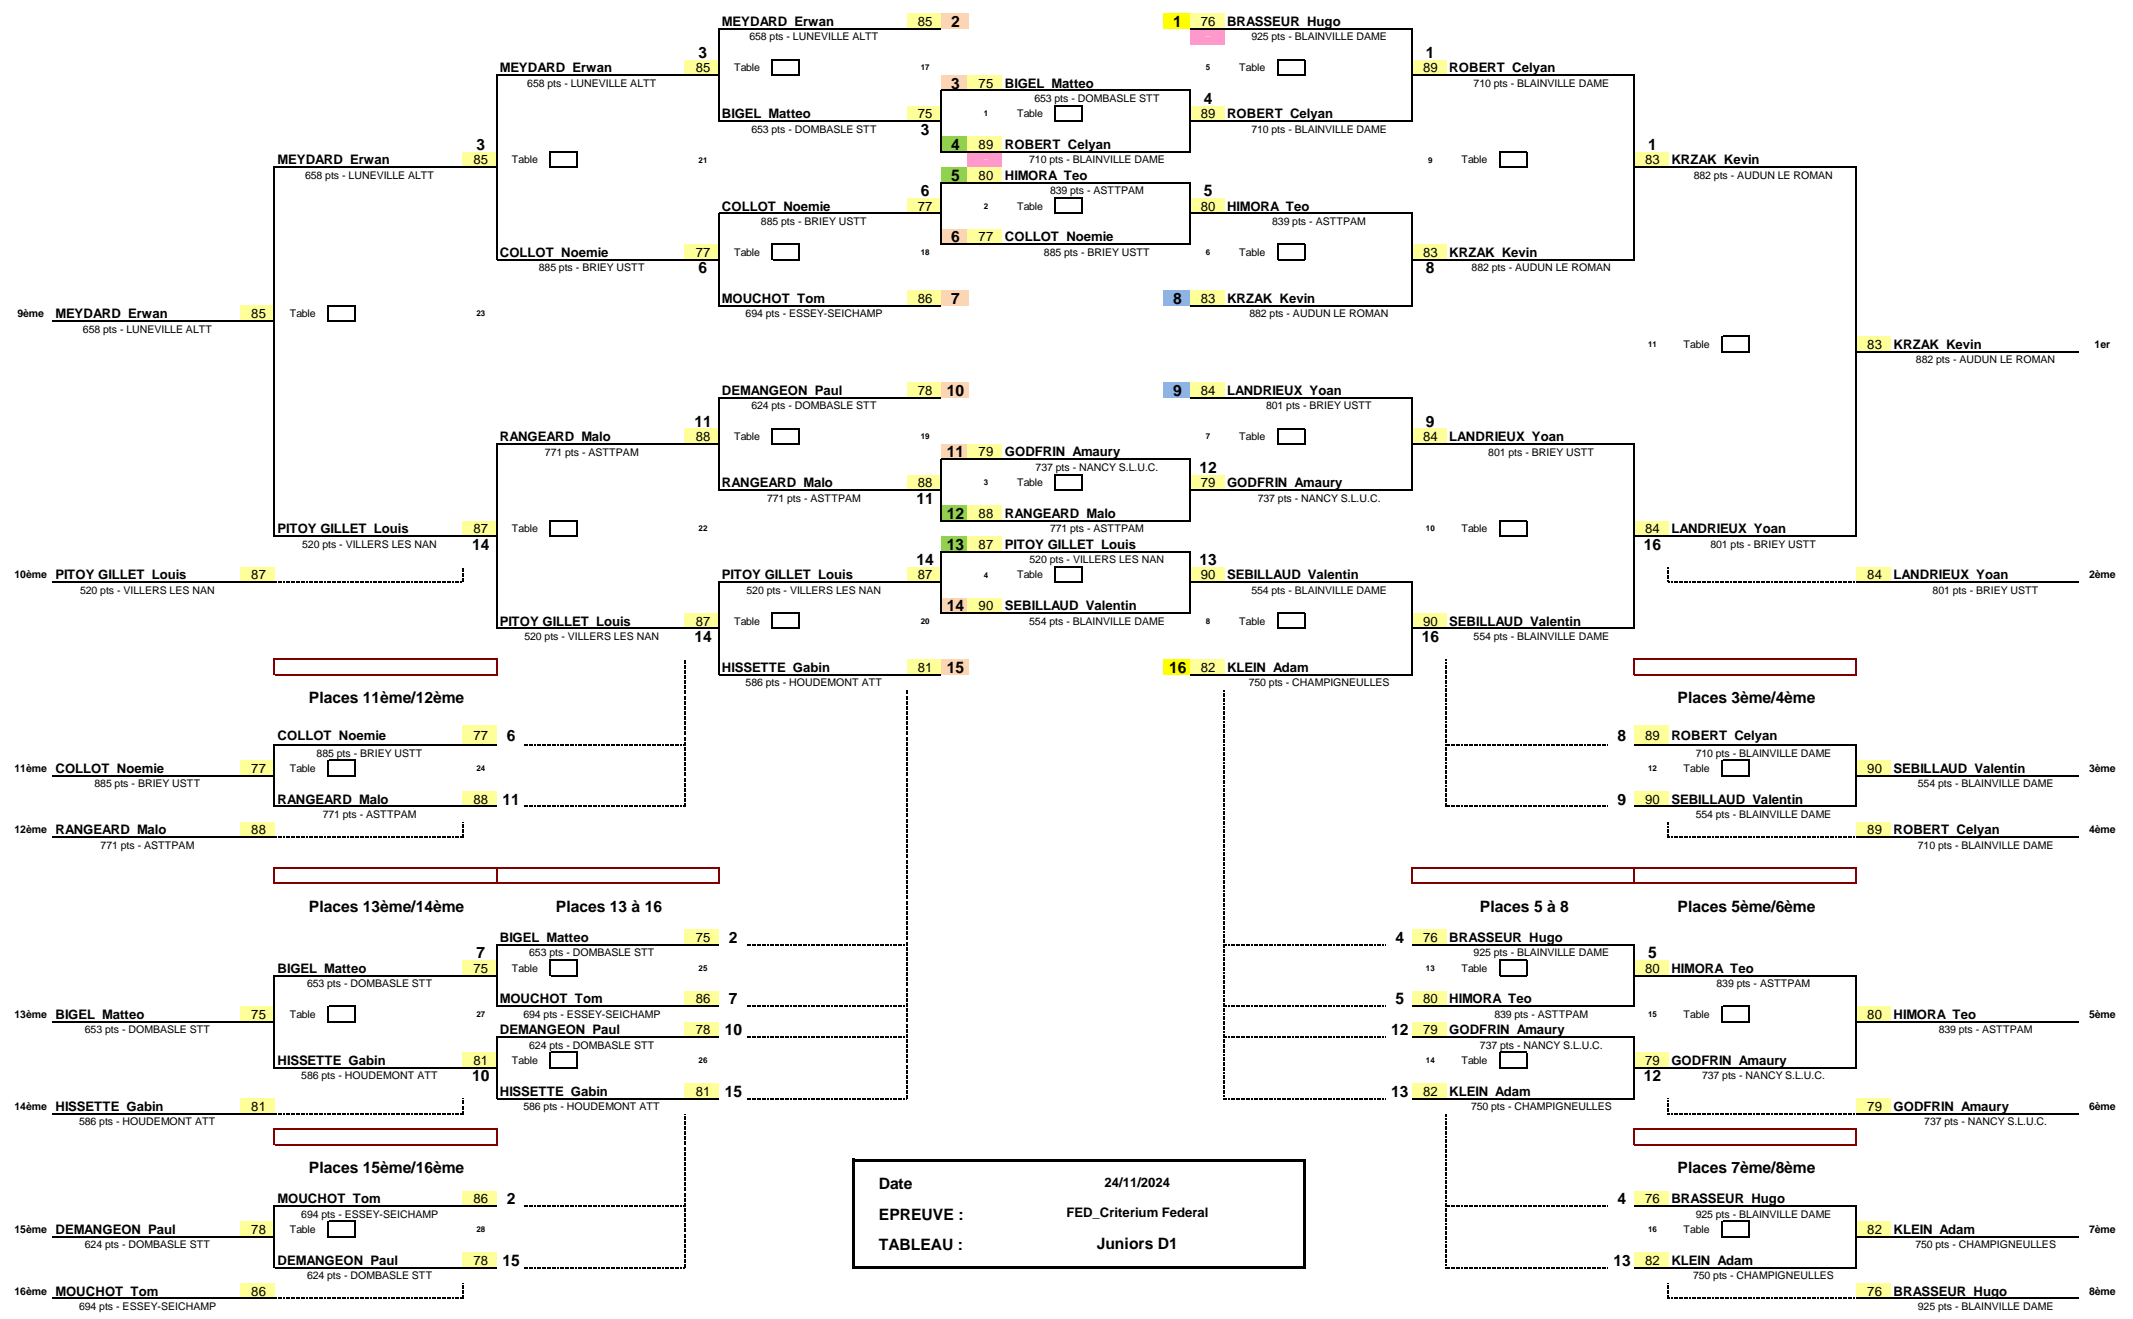 MEYDARD Erwan 85 2 1 76 BRASSEUR Hugo
658 pts - LUNEVILLE ALTT 925 pts - BLAINVILLE DAME
3 1
MEYDARD Erwan 85 Table 17 5 Table 89 ROBERT Celyan
658 pts - LUNEVILLE ALTT 3 75 BIGEL Matteo 710 pts - BLAINVILLE DAME
653 pts - DOMBASLE STT 4
BIGEL Matteo 75 1 Table 89 ROBERT Celyan
653 pts - DOMBASLE STT 3 710 pts - BLAINVILLE DAME
3 4 89 ROBERT Celyan 1
MEYDARD Erwan 85 Table 21 710 pts - BLAINVILLE DAME 9 Table 83 KRZAK Kevin
658 pts - LUNEVILLE ALTT 5 80 HIMORA Teo 882 pts - AUDUN LE ROMAN
6 839 pts - ASTTPAM 5
COLLOT Noemie 77 2 Table 80 HIMORA Teo
885 pts - BRIEY USTT 839 pts - ASTTPAM
6 77 COLLOT Noemie
COLLOT Noemie 77 Table 18 885 pts - BRIEY USTT 6 Table 83 KRZAK Kevin
885 pts - BRIEY USTT 6 8 882 pts - AUDUN LE ROMAN
MOUCHOT Tom 86 7 8 83 KRZAK Kevin
9ème MEYDARD Erwan 85 Table 23 694 pts - ESSEY-SEICHAMP 882 pts - AUDUN LE ROMAN
658 pts - LUNEVILLE ALTT
11 Table 83 KRZAK Kevin 1er
882 pts - AUDUN LE ROMAN
DEMANGEON Paul 78 10 9 84 LANDRIEUX Yoan
624 pts - DOMBASLE STT 801 pts - BRIEY USTT
11 9
RANGEARD Malo 88 Table 19 7 Table 84 LANDRIEUX Yoan
771 pts - ASTTPAM 11 79 GODFRIN Amaury 801 pts - BRIEY USTT
737 pts - NANCY S.L.U.C. 12
RANGEARD Malo 88 3 Table 79 GODFRIN Amaury
771 pts - ASTTPAM 11 737 pts - NANCY S.L.U.C.
12 88 RANGEARD Malo
PITOY GILLET Louis 87 Table 22 771 pts - ASTTPAM 10 Table 84 LANDRIEUX Yoan
520 pts - VILLERS LES NAN 14 13 87 PITOY GILLET Louis 16 801 pts - BRIEY USTT
14 520 pts - VILLERS LES NAN 13
10ème PITOY GILLET Louis 87 PITOY GILLET Louis 87 4 Table 90 SEBILLAUD Valentin 84 LANDRIEUX Yoan 2ème
520 pts - VILLERS LES NAN 520 pts - VILLERS LES NAN 554 pts - BLAINVILLE DAME 801 pts - BRIEY USTT
14 90 SEBILLAUD Valentin
PITOY GILLET Louis 87 Table 20 554 pts - BLAINVILLE DAME 8 Table 90 SEBILLAUD Valentin
520 pts - VILLERS LES NAN 14 16 554 pts - BLAINVILLE DAME
HISSETTE Gabin 81 15 16 82 KLEIN Adam
586 pts - HOUDEMONT ATT 750 pts - CHAMPIGNEULLES
Places 11ème/12ème Places 3ème/4ème
COLLOT Noemie 77 6 8 89 ROBERT Celyan
885 pts - BRIEY USTT 710 pts - BLAINVILLE DAME
11ème COLLOT Noemie 77 Table 24 12 Table 90 SEBILLAUD Valentin 3ème
885 pts - BRIEY USTT 554 pts - BLAINVILLE DAME
RANGEARD Malo 88 11 9 90 SEBILLAUD Valentin
771 pts - ASTTPAM 554 pts - BLAINVILLE DAME
12ème RANGEARD Malo 88 89 ROBERT Celyan 4ème
771 pts - ASTTPAM 710 pts - BLAINVILLE DAME
Places 13ème/14ème Places 13 à 16 Places 5 à 8 Places 5ème/6ème
BIGEL Matteo 75 2 4 76 BRASSEUR Hugo
7 653 pts - DOMBASLE STT 925 pts - BLAINVILLE DAME 5
BIGEL Matteo 75 Table 25 13 Table 80 HIMORA Teo
653 pts - DOMBASLE STT 839 pts - ASTTPAM
MOUCHOT Tom 86 7 5 80 HIMORA Teo
13ème BIGEL Matteo 75 Table 27 694 pts - ESSEY-SEICHAMP 839 pts - ASTTPAM 15 Table 80 HIMORA Teo 5ème
653 pts - DOMBASLE STT DEMANGEON Paul 78 10 12 79 GODFRIN Amaury 839 pts - ASTTPAM
624 pts - DOMBASLE STT 737 pts - NANCY S.L.U.C.
HISSETTE Gabin 81 Table 26 14 Table 79 GODFRIN Amaury
586 pts - HOUDEMONT ATT 10 12 737 pts - NANCY S.L.U.C.
HISSETTE Gabin 81 15 13 82 KLEIN Adam
14ème HISSETTE Gabin 81 586 pts - HOUDEMONT ATT 750 pts - CHAMPIGNEULLES 79 GODFRIN Amaury 6ème
586 pts - HOUDEMONT ATT 737 pts - NANCY S.L.U.C.
Places 15ème/16ème Places 7ème/8ème
Date 24/11/2024
MOUCHOT Tom 86 2 4 76 BRASSEUR Hugo
694 pts - ESSEY-SEICHAMP EPREUVE : FED_Criterium Federal 925 pts - BLAINVILLE DAME
15ème DEMANGEON Paul 78 Table 28 16 Table 82 KLEIN Adam 7ème
624 pts - DOMBASLE STT TABLEAU : Juniors D1 750 pts - CHAMPIGNEULLES
DEMANGEON Paul 78 15 13 82 KLEIN Adam
624 pts - DOMBASLE STT 750 pts - CHAMPIGNEULLES
16ème MOUCHOT Tom 86 76 BRASSEUR Hugo 8ème
694 pts - ESSEY-SEICHAMP 925 pts - BLAINVILLE DAME